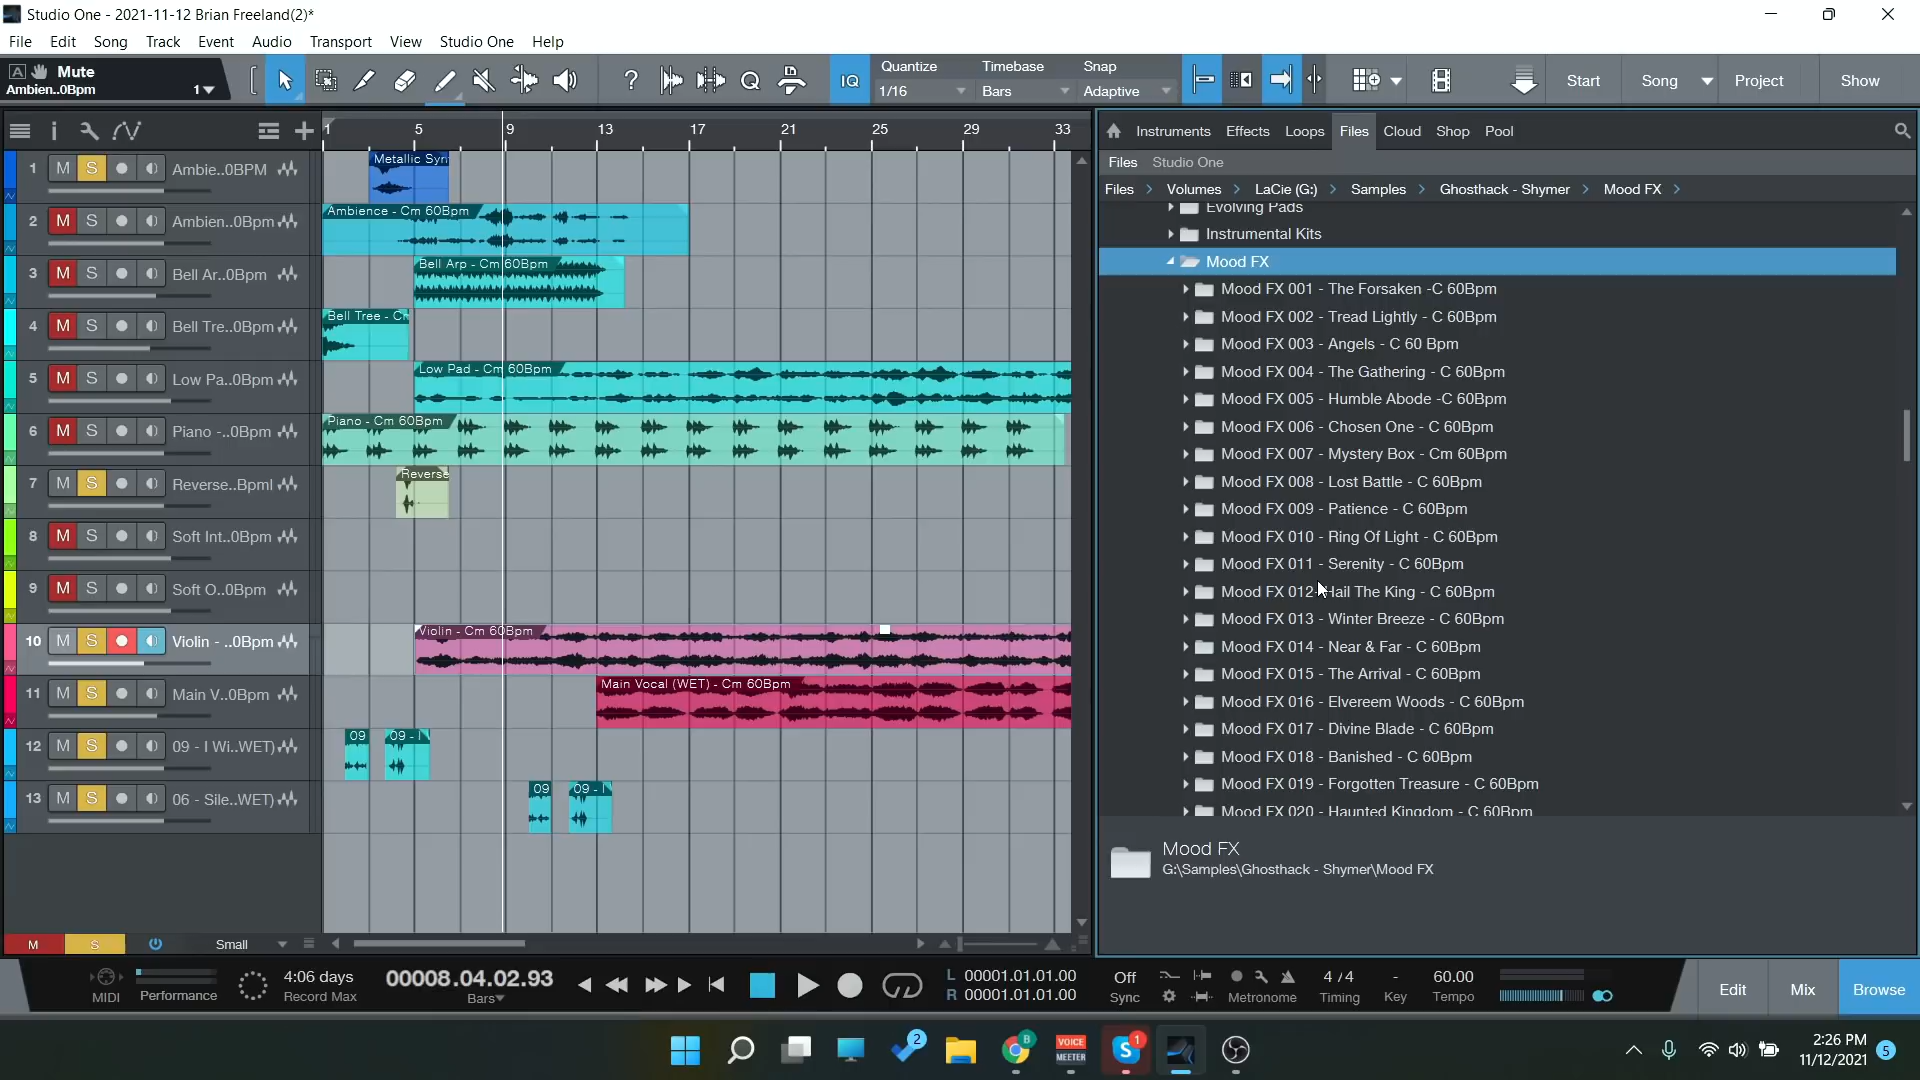 Studio One - 2021-11-12 Brian Freeland(2)*
File Edit Song Track Event Audio Transport View Studio One Help
A Mute
Ambien..0Bpm 1
IQ
Quantize Timebase Snap
1/16 Bars Adaptive
Start Song Project Show
1 5 9 13 17 21 25 29 33
Instruments Effects Loops Files Cloud Shop Pool
Files Studio One
Files Volumes LaCie (G:) Samples Ghosthack - Shymer Mood FX
1 M S Ambie..0BPM
2 M S Ambien..0Bpm
3 M S Bell Ar..0Bpm
4 M S Bell Tre..0Bpm
5 M S Low Pa..0Bpm
6 M S Piano -..0Bpm
7 M S Reverse..Bpml
8 M S Soft Int..0Bpm
9 M S Soft O..0Bpm
10 M S Violin - ..0Bpm
11 M S Main V..0Bpm
12 M S 09 - I Wi..WET)
13 M S 06 - Sile..WET)
Metallic Syn
Ambience - Cm 60Bpm
Bell Arp - Cm 60Bpm
Bell Tree - C
Low Pad - Cm 60Bpm
Piano - Cm 60Bpm
Reverse
Violin - Cm 60Bpm
Main Vocal (WET) - Cm 60Bpm
09 09 - I
09 09 - I
Evolving Pads
Instrumental Kits
Mood FX
Mood FX 001 - The Forsaken -C 60Bpm
Mood FX 002 - Tread Lightly - C 60Bpm
Mood FX 003 - Angels - C 60 Bpm
Mood FX 004 - The Gathering - C 60Bpm
Mood FX 005 - Humble Abode -C 60Bpm
Mood FX 006 - Chosen One - C 60Bpm
Mood FX 007 - Mystery Box - Cm 60Bpm
Mood FX 008 - Lost Battle - C 60Bpm
Mood FX 009 - Patience - C 60Bpm
Mood FX 010 - Ring Of Light - C 60Bpm
Mood FX 011 - Serenity - C 60Bpm
Mood FX 012- Hail The King - C 60Bpm
Mood FX 013 - Winter Breeze - C 60Bpm
Mood FX 014 - Near & Far - C 60Bpm
Mood FX 015 - The Arrival - C 60Bpm
Mood FX 016 - Elvereem Woods - C 60Bpm
Mood FX 017 - Divine Blade - C 60Bpm
Mood FX 018 - Banished - C 60Bpm
Mood FX 019 - Forgotten Treasure - C 60Bpm
Mood FX 020 - Haunted Kingdom - C 60Bpm
Mood FX
G:\Samples\Ghosthack - Shymer\Mood FX
M S Small
MIDI Performance
4:06 days
Record Max
00008.04.02.93
Bars
L 00001.01.01.00
R 00001.01.01.00
Off
Sync
Metronome
4 / 4
Timing
-
Key
60.00
Tempo
Edit Mix Browse
2
B
VOICE
MEETER
S
1
2:26 PM
11/12/2021
5